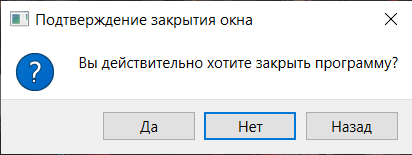 Подтверждение закрытия окна
Вы действительно хотите закрыть программу?
Да
Нет
Назад